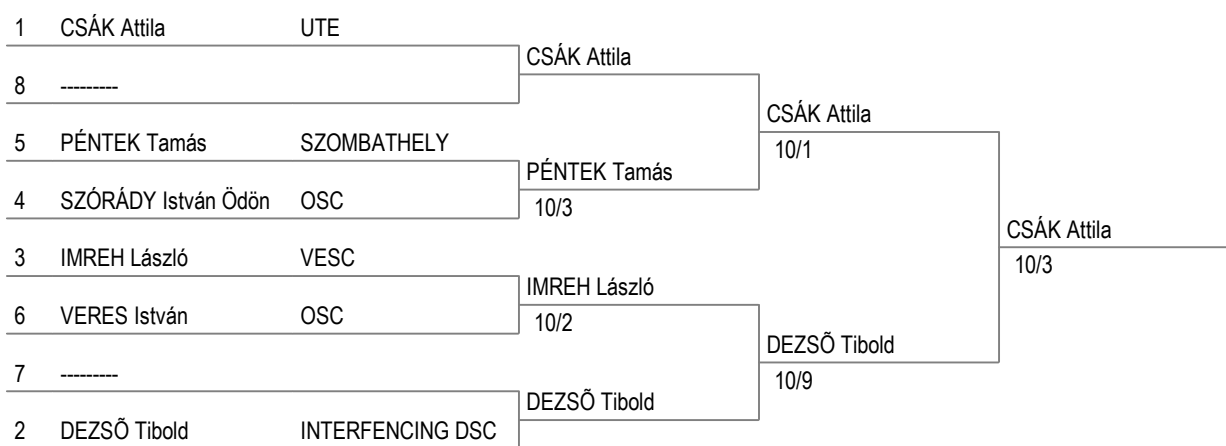 1 CSÁK Attila UTE
8 ---------
5 PÉNTEK Tamás SZOMBATHELY
4 SZÓRÁDY István Ödön OSC
3 IMREH László VESC
6 VERES István OSC
7 ---------
2 DEZSÕ Tibold INTERFENCING DSC
CSÁK Attila
PÉNTEK Tamás
10/3
IMREH László
10/2
DEZSÕ Tibold
CSÁK Attila
10/1
DEZSÕ Tibold
10/9
CSÁK Attila
10/3